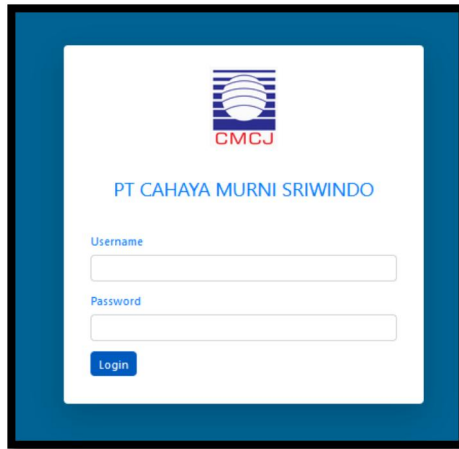 CMCJ
PT CAHAYA MURNI SRIWINDO
Username
Password
Login